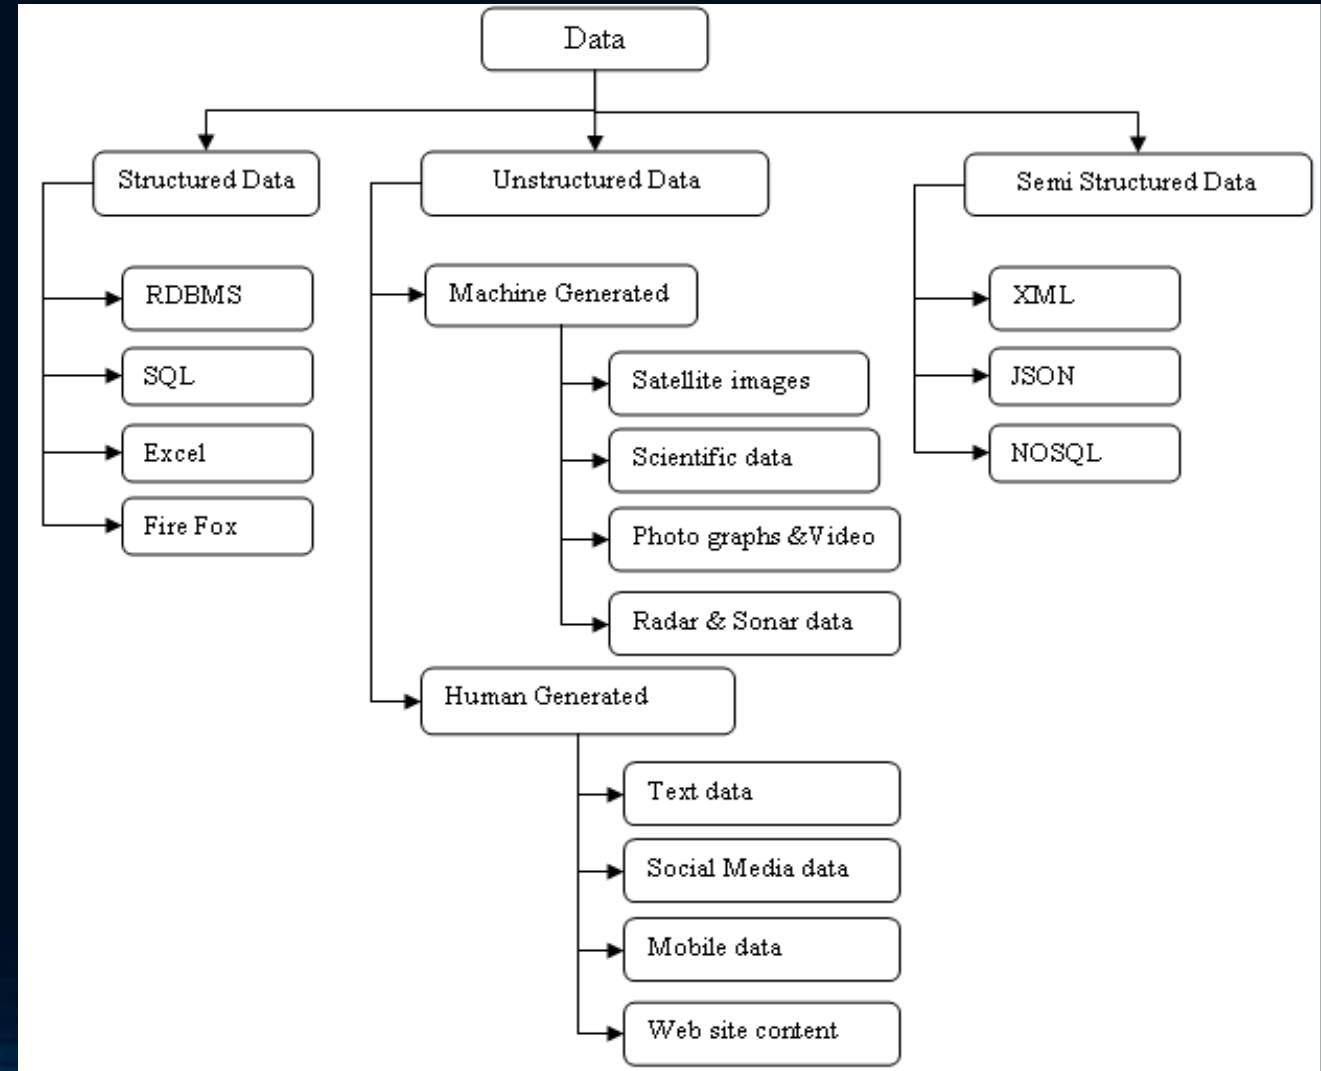 Data
Structured Data
RDBMS
SQL
Excel
Fire Fox
Unstructured Data
Machine Generated
Satellite images
Scientific data
Photo graphs &Video
Radar & Sonar data
Human Generated
Text data
Social Media data
Mobile data
Web site content
Semi Structured Data
XML
JSON
NOSQL